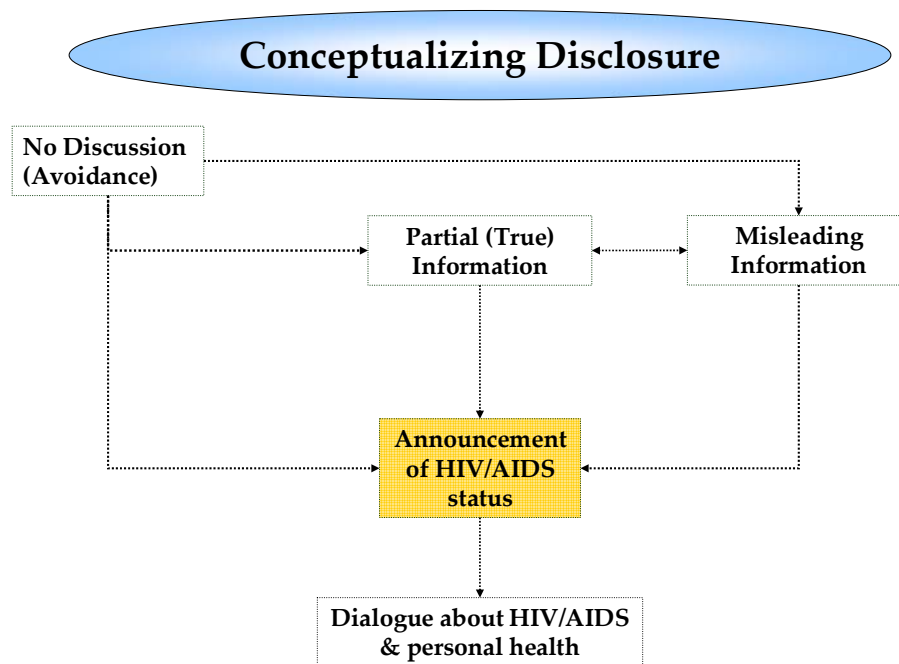 Conceptualizing Disclosure
No Discussion
(Avoidance)
Partial (True)
Information
Misleading
Information
Announcement
of HIV/AIDS
status
Dialogue about HIV/AIDS
& personal health